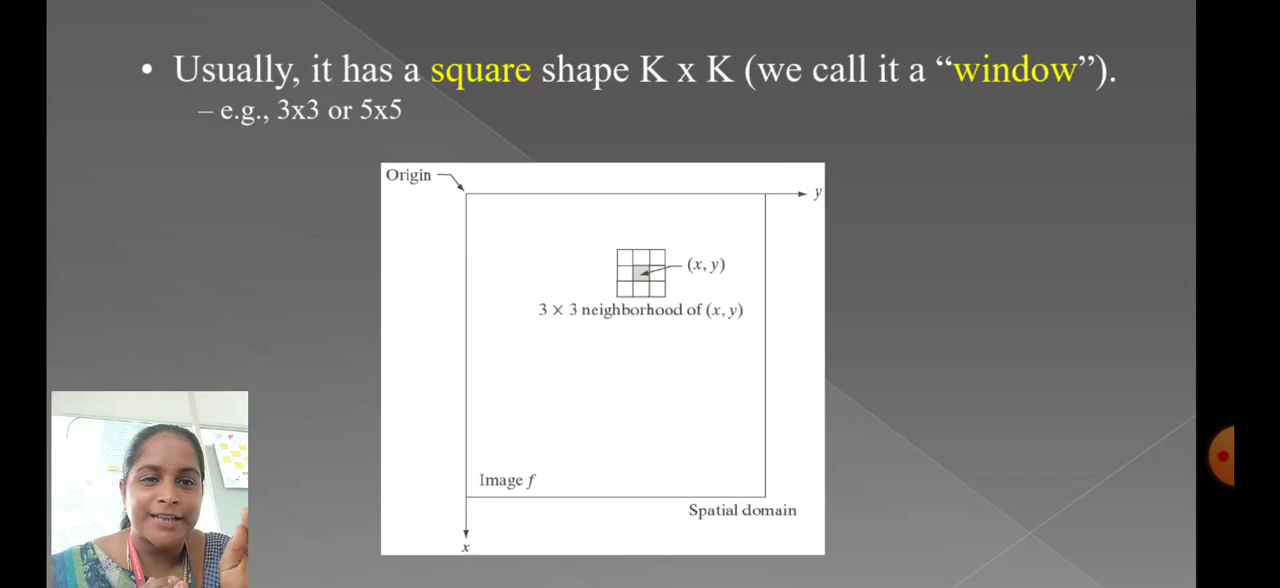 • Usually, it has a square shape K x K (we call it a “window”).
– e.g., 3x3 or 5x5
Origin
y
(x, y)
3 × 3 neighborhood of (x, y)
Image f
Spatial domain
x